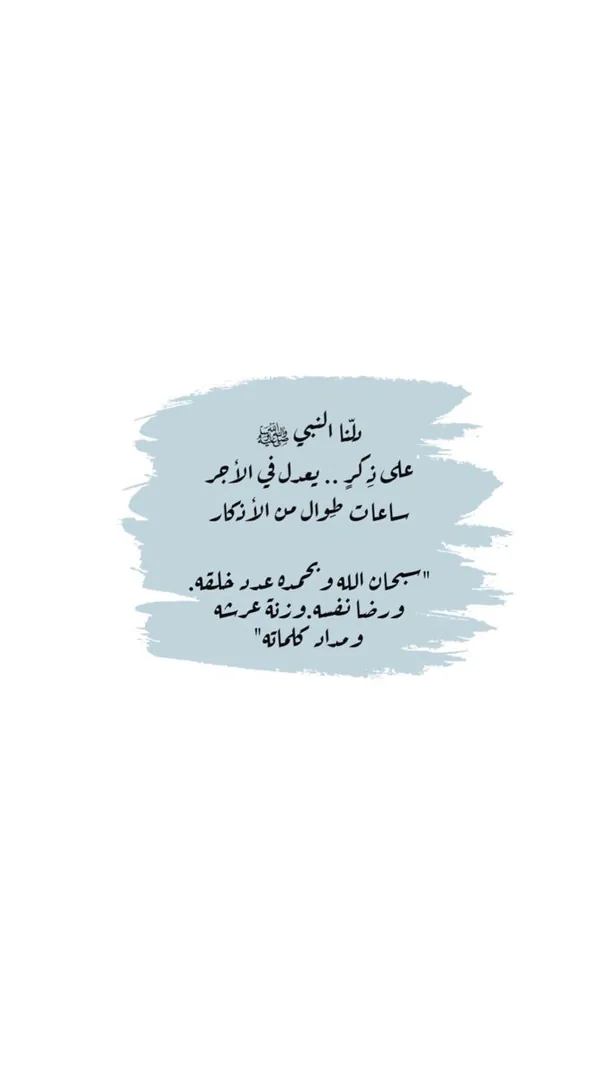 دلّنا النبي ﷺ
على ذِكرٍ .. يعدل في الأجر
ساعات طِوال من الأذكار
"سبحان الله وبحمده عدد خلقه.
ورضا نفسه.وزنة عرشه
ومداد كلماته"